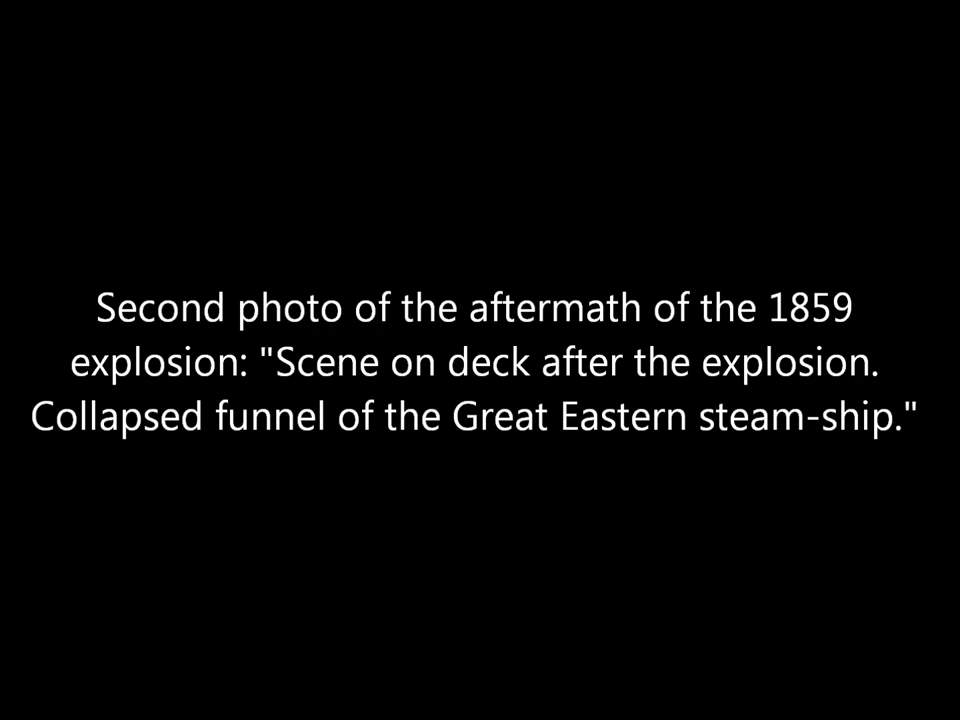 Second photo of the aftermath of the 1859
explosion: "Scene on deck after the explosion.
Collapsed funnel of the Great Eastern steam-ship."